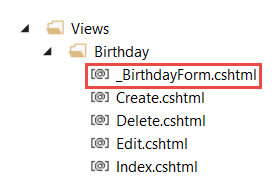 Views
Birthday
[@] _BirthdayForm.cshtml
[@] Create.cshtml
[@] Delete.cshtml
[@] Edit.cshtml
[@] Index.cshtml